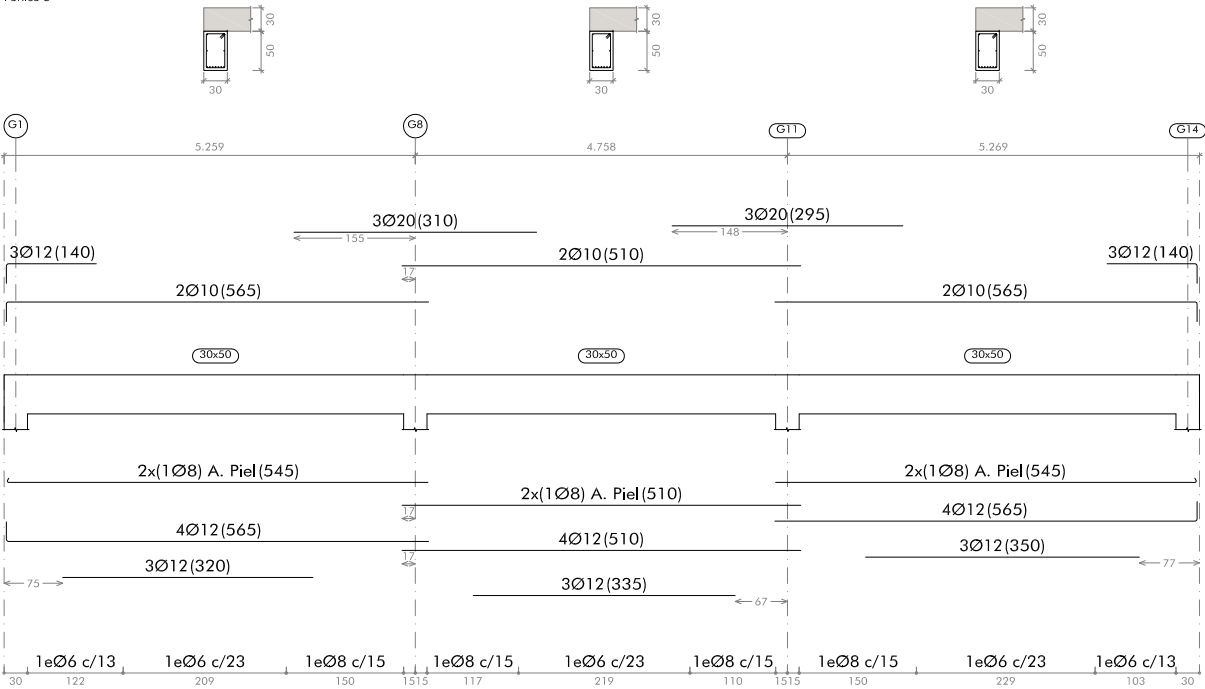 30 30 30
50 50 50
30 30 30
G1 G8 G11 G14
5.259 4.758 5.269
3Ø20(310) 3Ø20(295)
155 148
3Ø12(140) 2Ø10(510) 3Ø12(140)
17
2Ø10(565) 2Ø10(565)
30x50 30x50 30x50
2x(1Ø8) A. Piel(545) 2x(1Ø8) A. Piel(545)
2x(1Ø8) A. Piel(510)
17
4Ø12(565) 4Ø12(510) 4Ø12(565)
17
3Ø12(320) 3Ø12(335) 3Ø12(350)
75 67 77
1eØ6 c/13 1eØ6 c/23 1eØ8 c/15 1eØ8 c/15 1eØ6 c/23 1eØ8 c/15 1eØ8 c/15 1eØ6 c/23 1eØ6 c/13
30 122 209 150 1515 117 219 110 1515 150 229 103 30